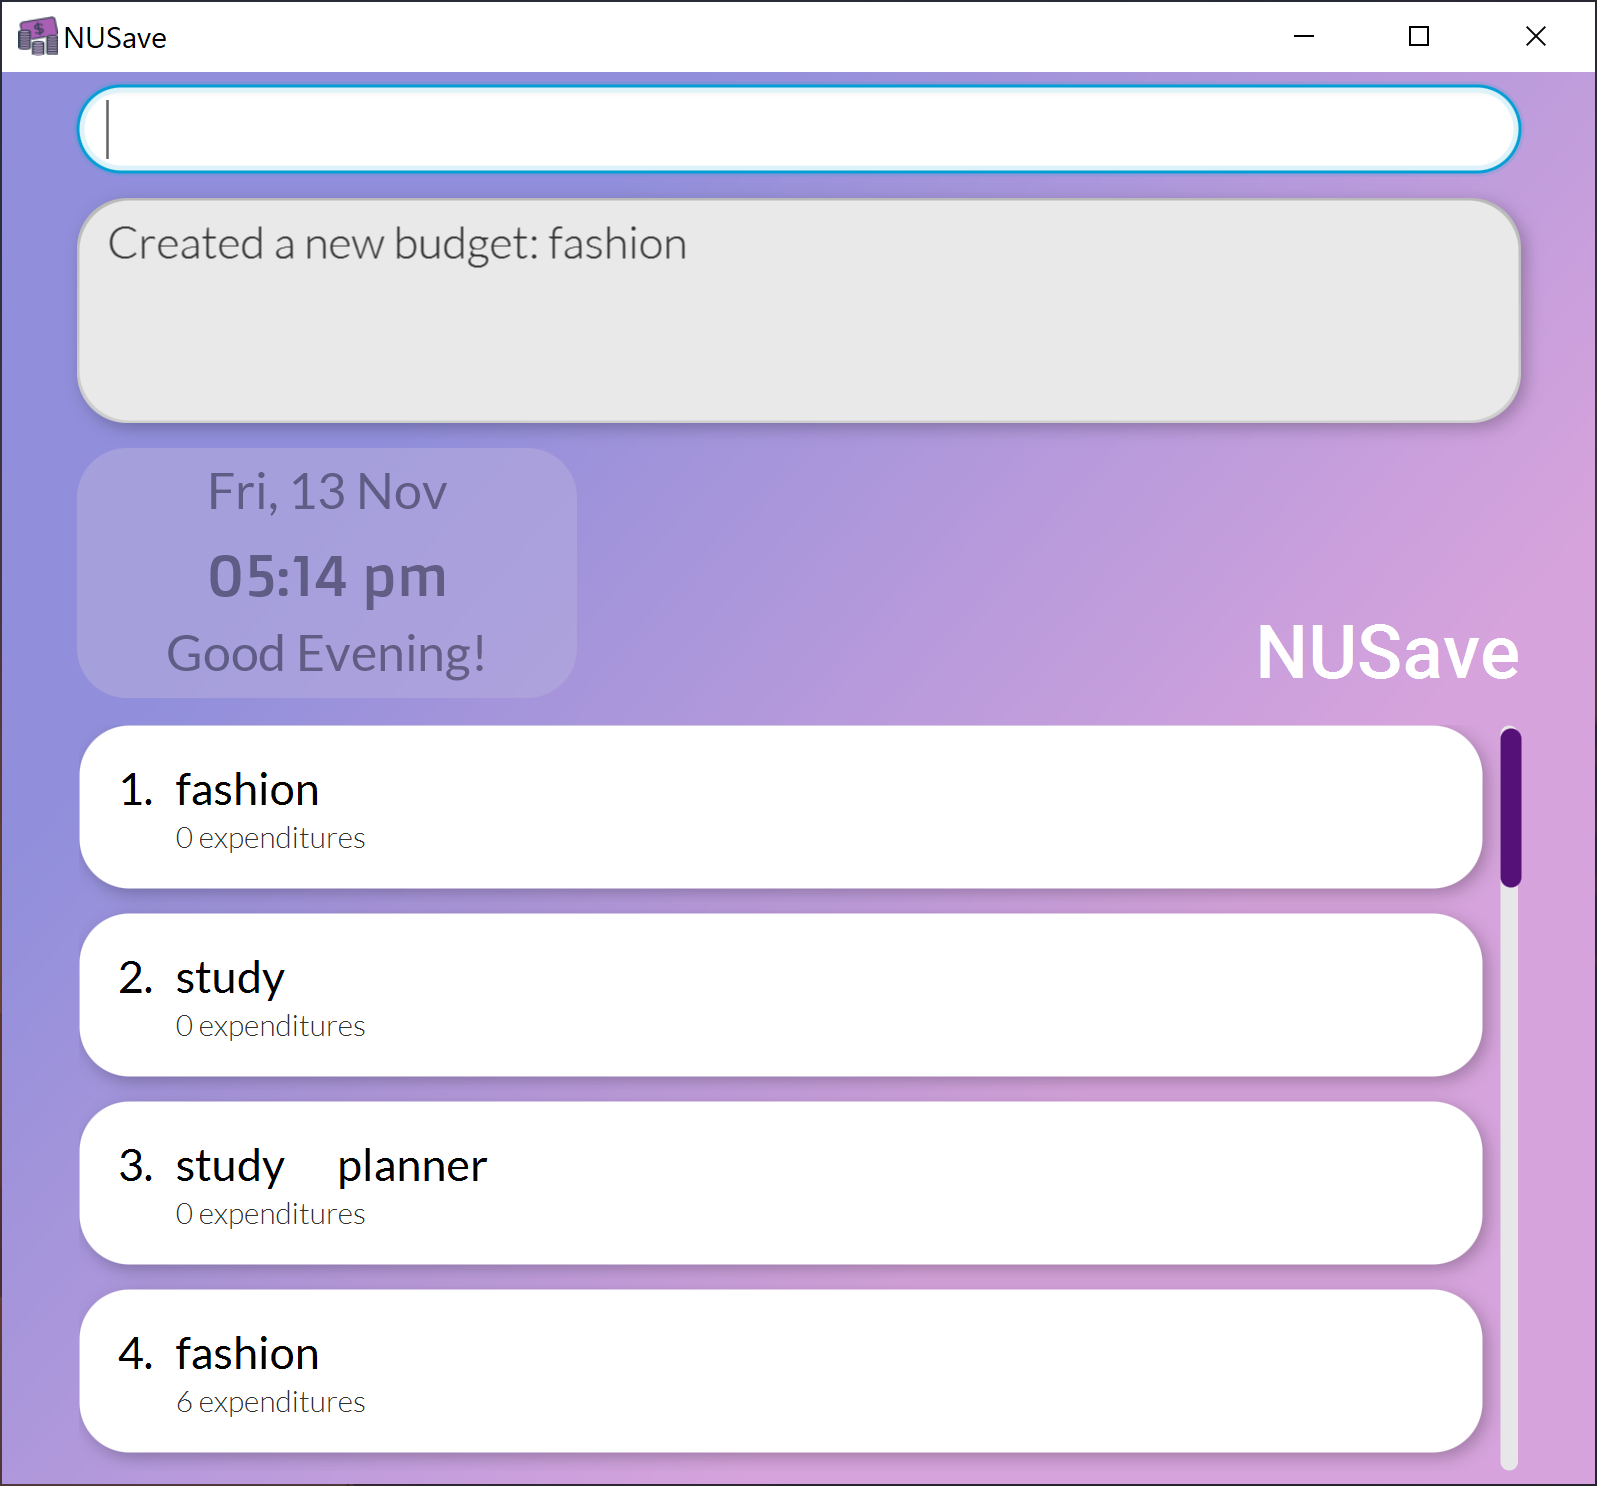 NUSave
Created a new budget: fashion
Fri, 13 Nov
05:14 pm
Good Evening!
NUSave
1. fashion
0 expenditures
2. study
0 expenditures
3. study     planner
0 expenditures
4. fashion
6 expenditures